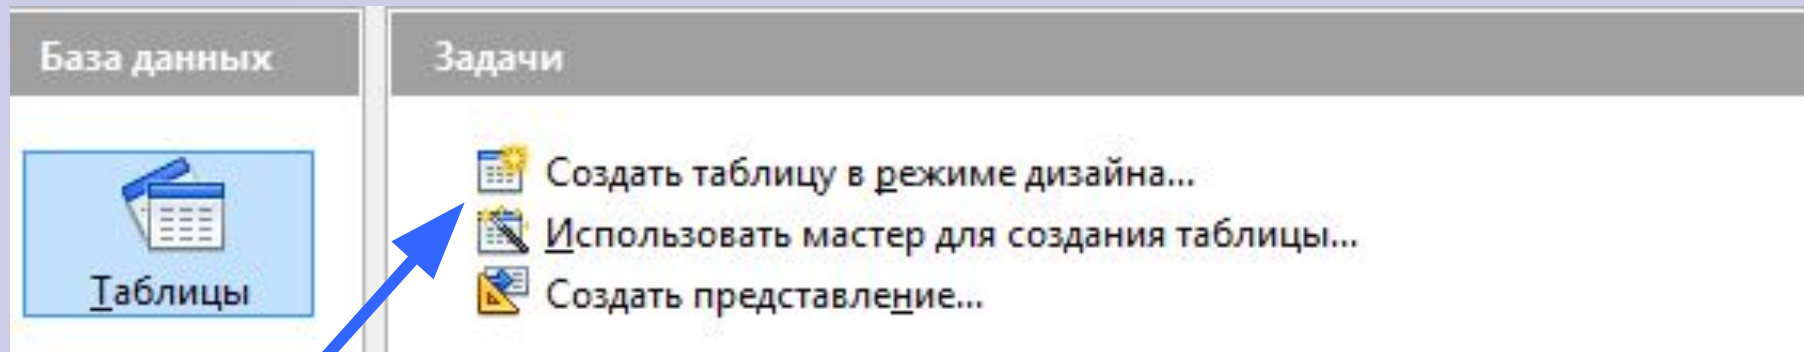 База данных
Задачи
Таблицы
Создать таблицу в режиме дизайна...
Использовать мастер для создания таблицы...
Создать представление...